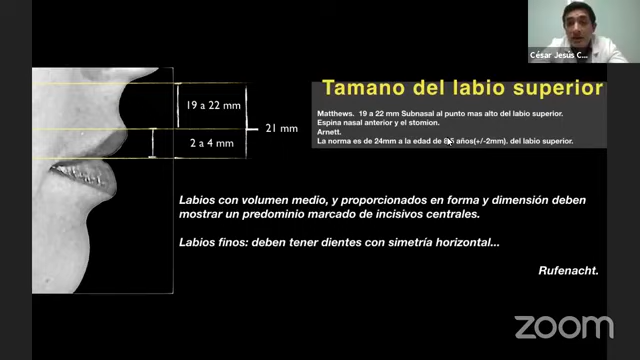 César Jesús C...
Tamano del labio superior
Matthews. 19 a 22 mm Subnasal al punto mas alto del labio superior.
Espina nasal anterior y el stomion.
Arnett.
La norma es de 24mm a la edad de 8,5 años(+/-2mm). del labio superior.
19 a 22 mm
21 mm
2 a 4 mm
Labios con volumen medio, y proporcionados en forma y dimensión deben
mostrar un predominio marcado de incisivos centrales.
Labios finos: deben tener dientes con simetría horizontal...
Rufenacht.
zoom